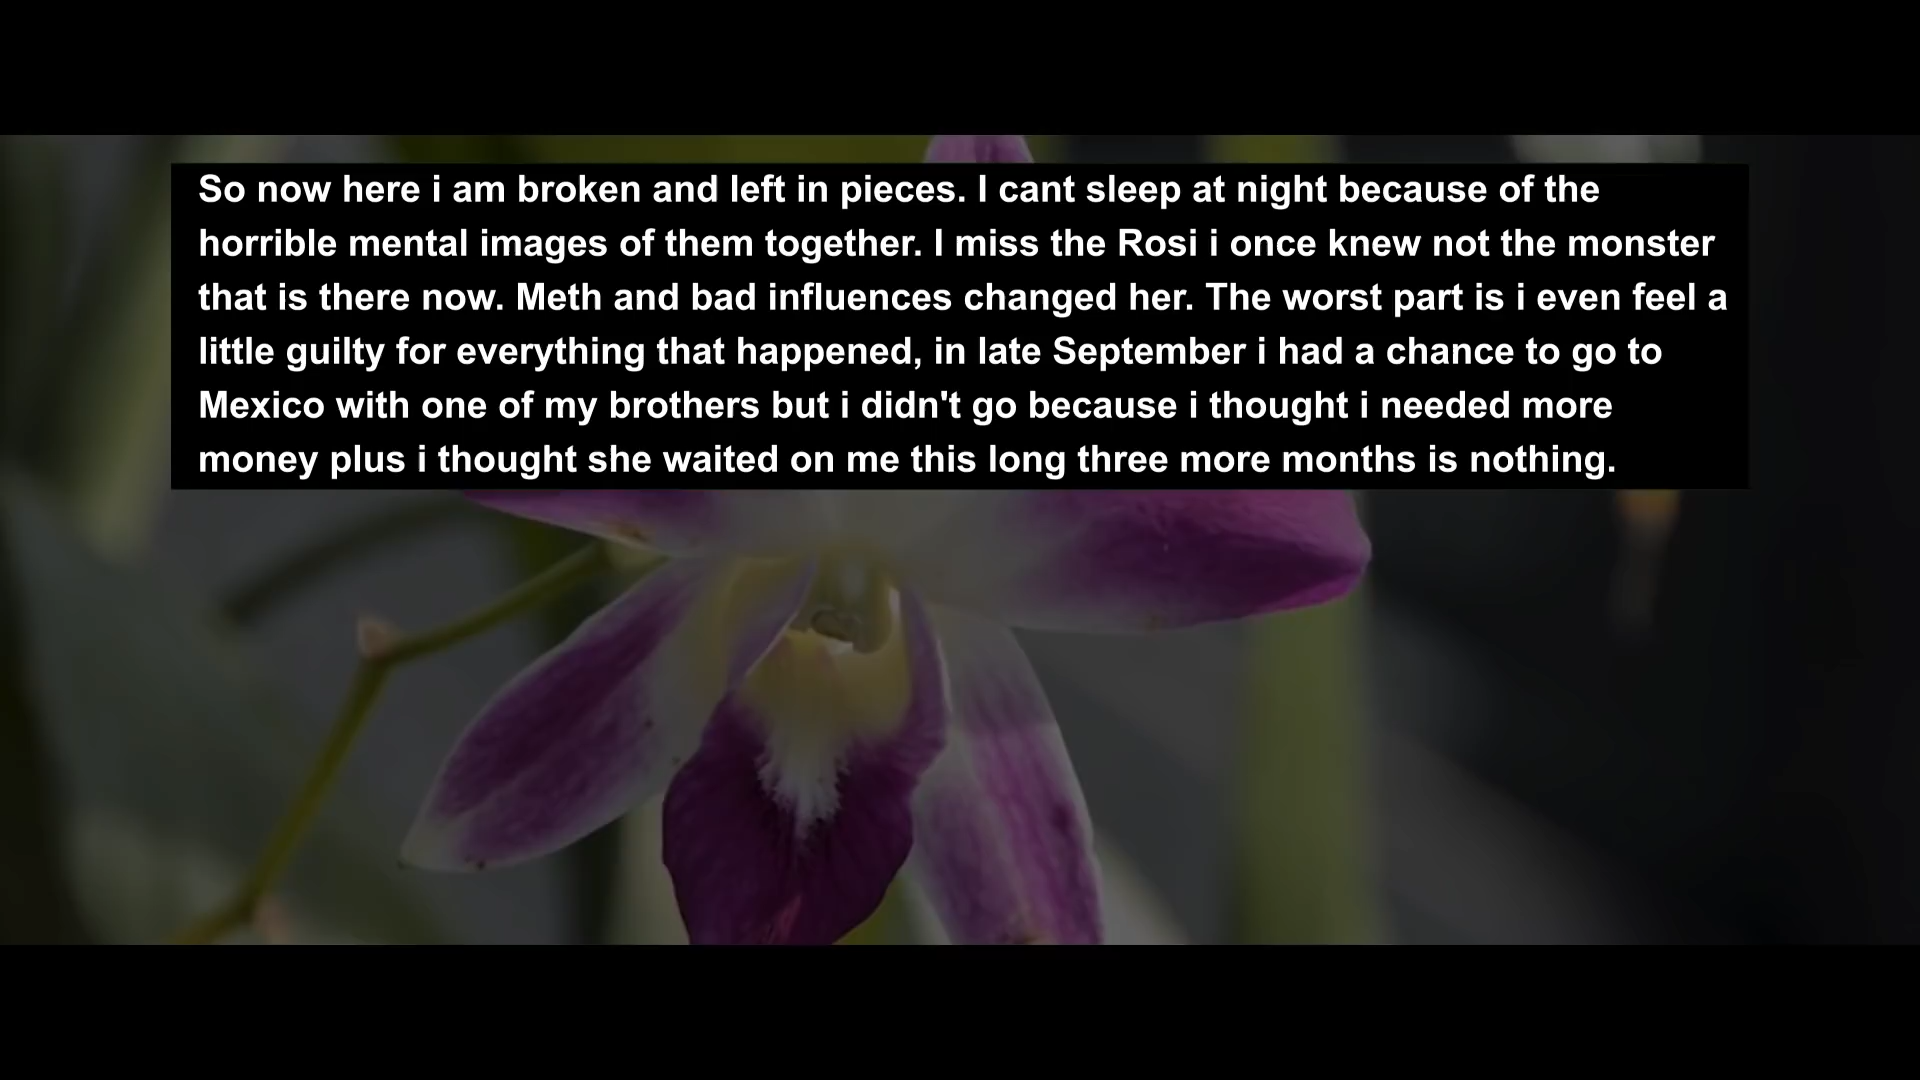 So now here i am broken and left in pieces. I cant sleep at night because of the
horrible mental images of them together. I miss the Rosi i once knew not the monster
that is there now. Meth and bad influences changed her. The worst part is i even feel a
little guilty for everything that happened, in late September i had a chance to go to
Mexico with one of my brothers but i didn't go because i thought i needed more
money plus i thought she waited on me this long three more months is nothing.